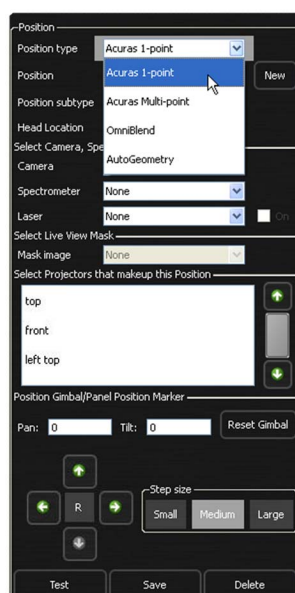 Position
Position type Acuras 1-point
Position Acuras 1-point New
Position subtype Acuras Multi-point
Head Location OmniBlend
Select Camera, Spe
Camera AutoGeometry
Spectrometer None
Laser None On
Select Live View Mask
Mask image None
Select Projectors that makeup this Position
top
front
left top
Position Gimbal/Panel Position Marker
Pan: 0 Tilt: 0 Reset Gimbal
R
Step size
Small Medium Large
Test Save Delete